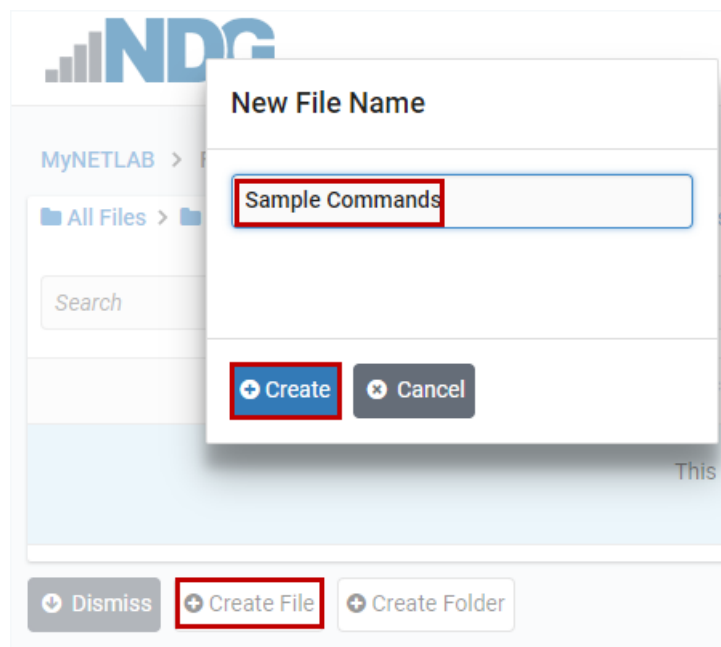 NDG
New File Name
MyNETLAB >
Sample Commands
All Files >
Search
Create Cancel
This
Dismiss Create File Create Folder